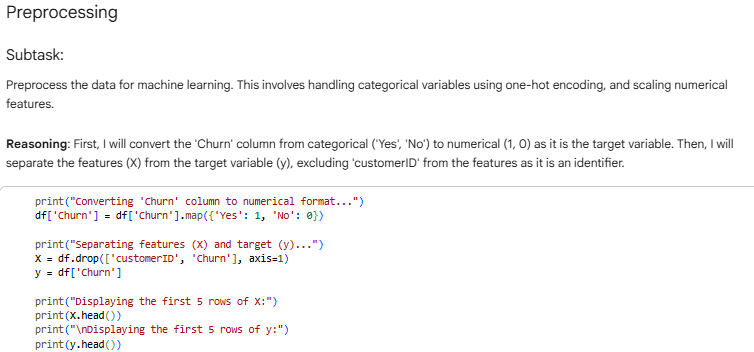 Preprocessing
Subtask:
Preprocess the data for machine learning. This involves handling categorical variables using one-hot encoding, and scaling numerical
features.
Reasoning: First, I will convert the 'Churn' column from categorical ('Yes', 'No') to numerical (1, 0) as it is the target variable. Then, I will
separate the features (X) from the target variable (y), excluding 'customerID' from the features as it is an identifier.
print("Converting 'Churn' column to numerical format...")
df['Churn'] = df['Churn'].map({'Yes': 1, 'No': 0})
print("Separating features (X) and target (y)...")
X = df.drop(['customerID', 'Churn'], axis=1)
y = df['Churn']
print("Displaying the first 5 rows of X:")
print(X.head())
print("\nDisplaying the first 5 rows of y:")
print(y.head())